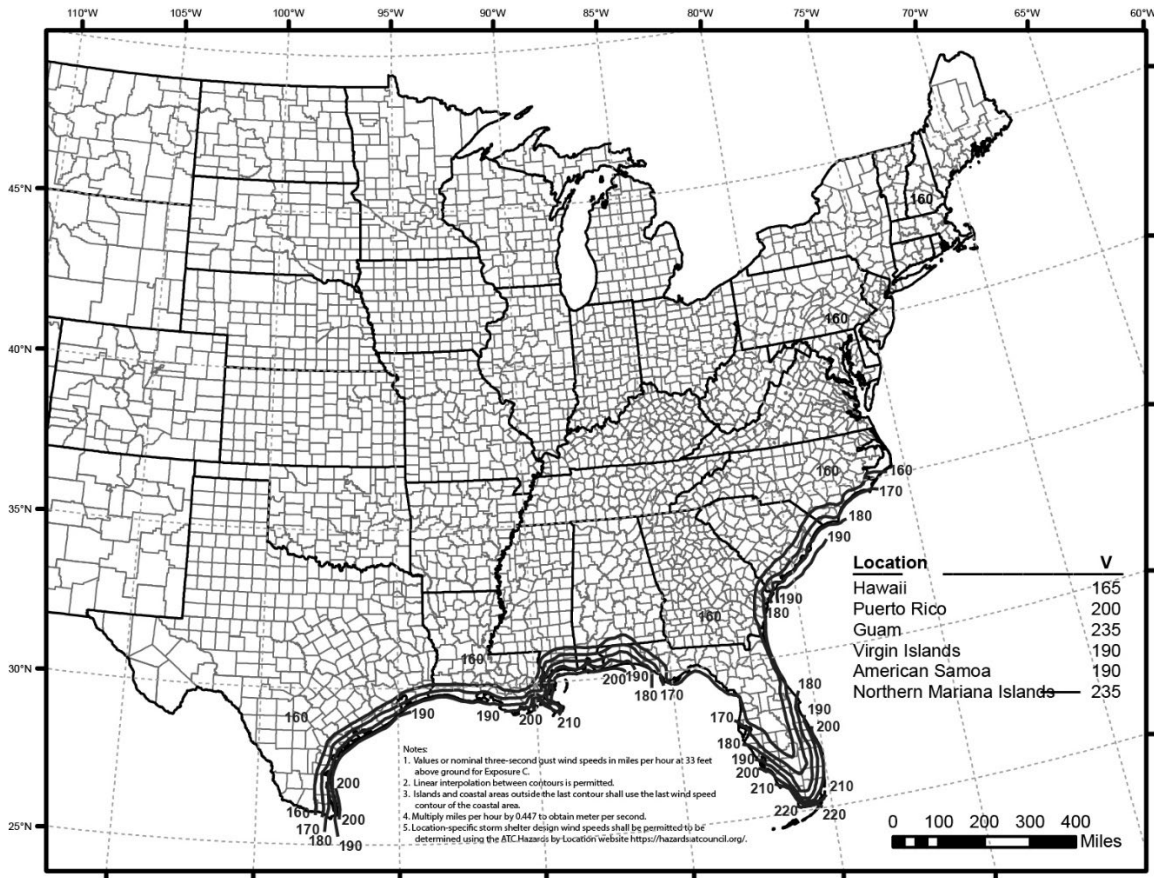 110°W 105°W 100°W 95°W 90°W 85°W 80°W 75°W 70°W 65°W 60°W
45°N
40°N
35°N
30°N
25°N
160
160
160
160
170
180
190
190
180
160
160
160
190
190
200
210
200
190
180
170
180
190
200
170
180
190
200
210
220
210
220
200
160
170
180
190
200
Location V
Hawaii 165
Puerto Rico 200
Guam 235
Virgin Islands 190
American Samoa 190
Northern Mariana Islands 235
Notes:
1. Values or nominal three-second gust wind speeds in miles per hour at 33 feet
above ground for Exposure C.
2. Linear interpolation between contours is permitted.
3. Islands and coastal areas outside the last contour shall use the last wind speed
contour of the coastal area.
4. Multiply miles per hour by 0.447 to obtain meter per second.
5. Location-specific storm shelter design wind speeds shall be permitted to be
determined using the ATC Hazards by Location website https://hazards.atcouncil.org/.
0 100 200 300 400
Miles